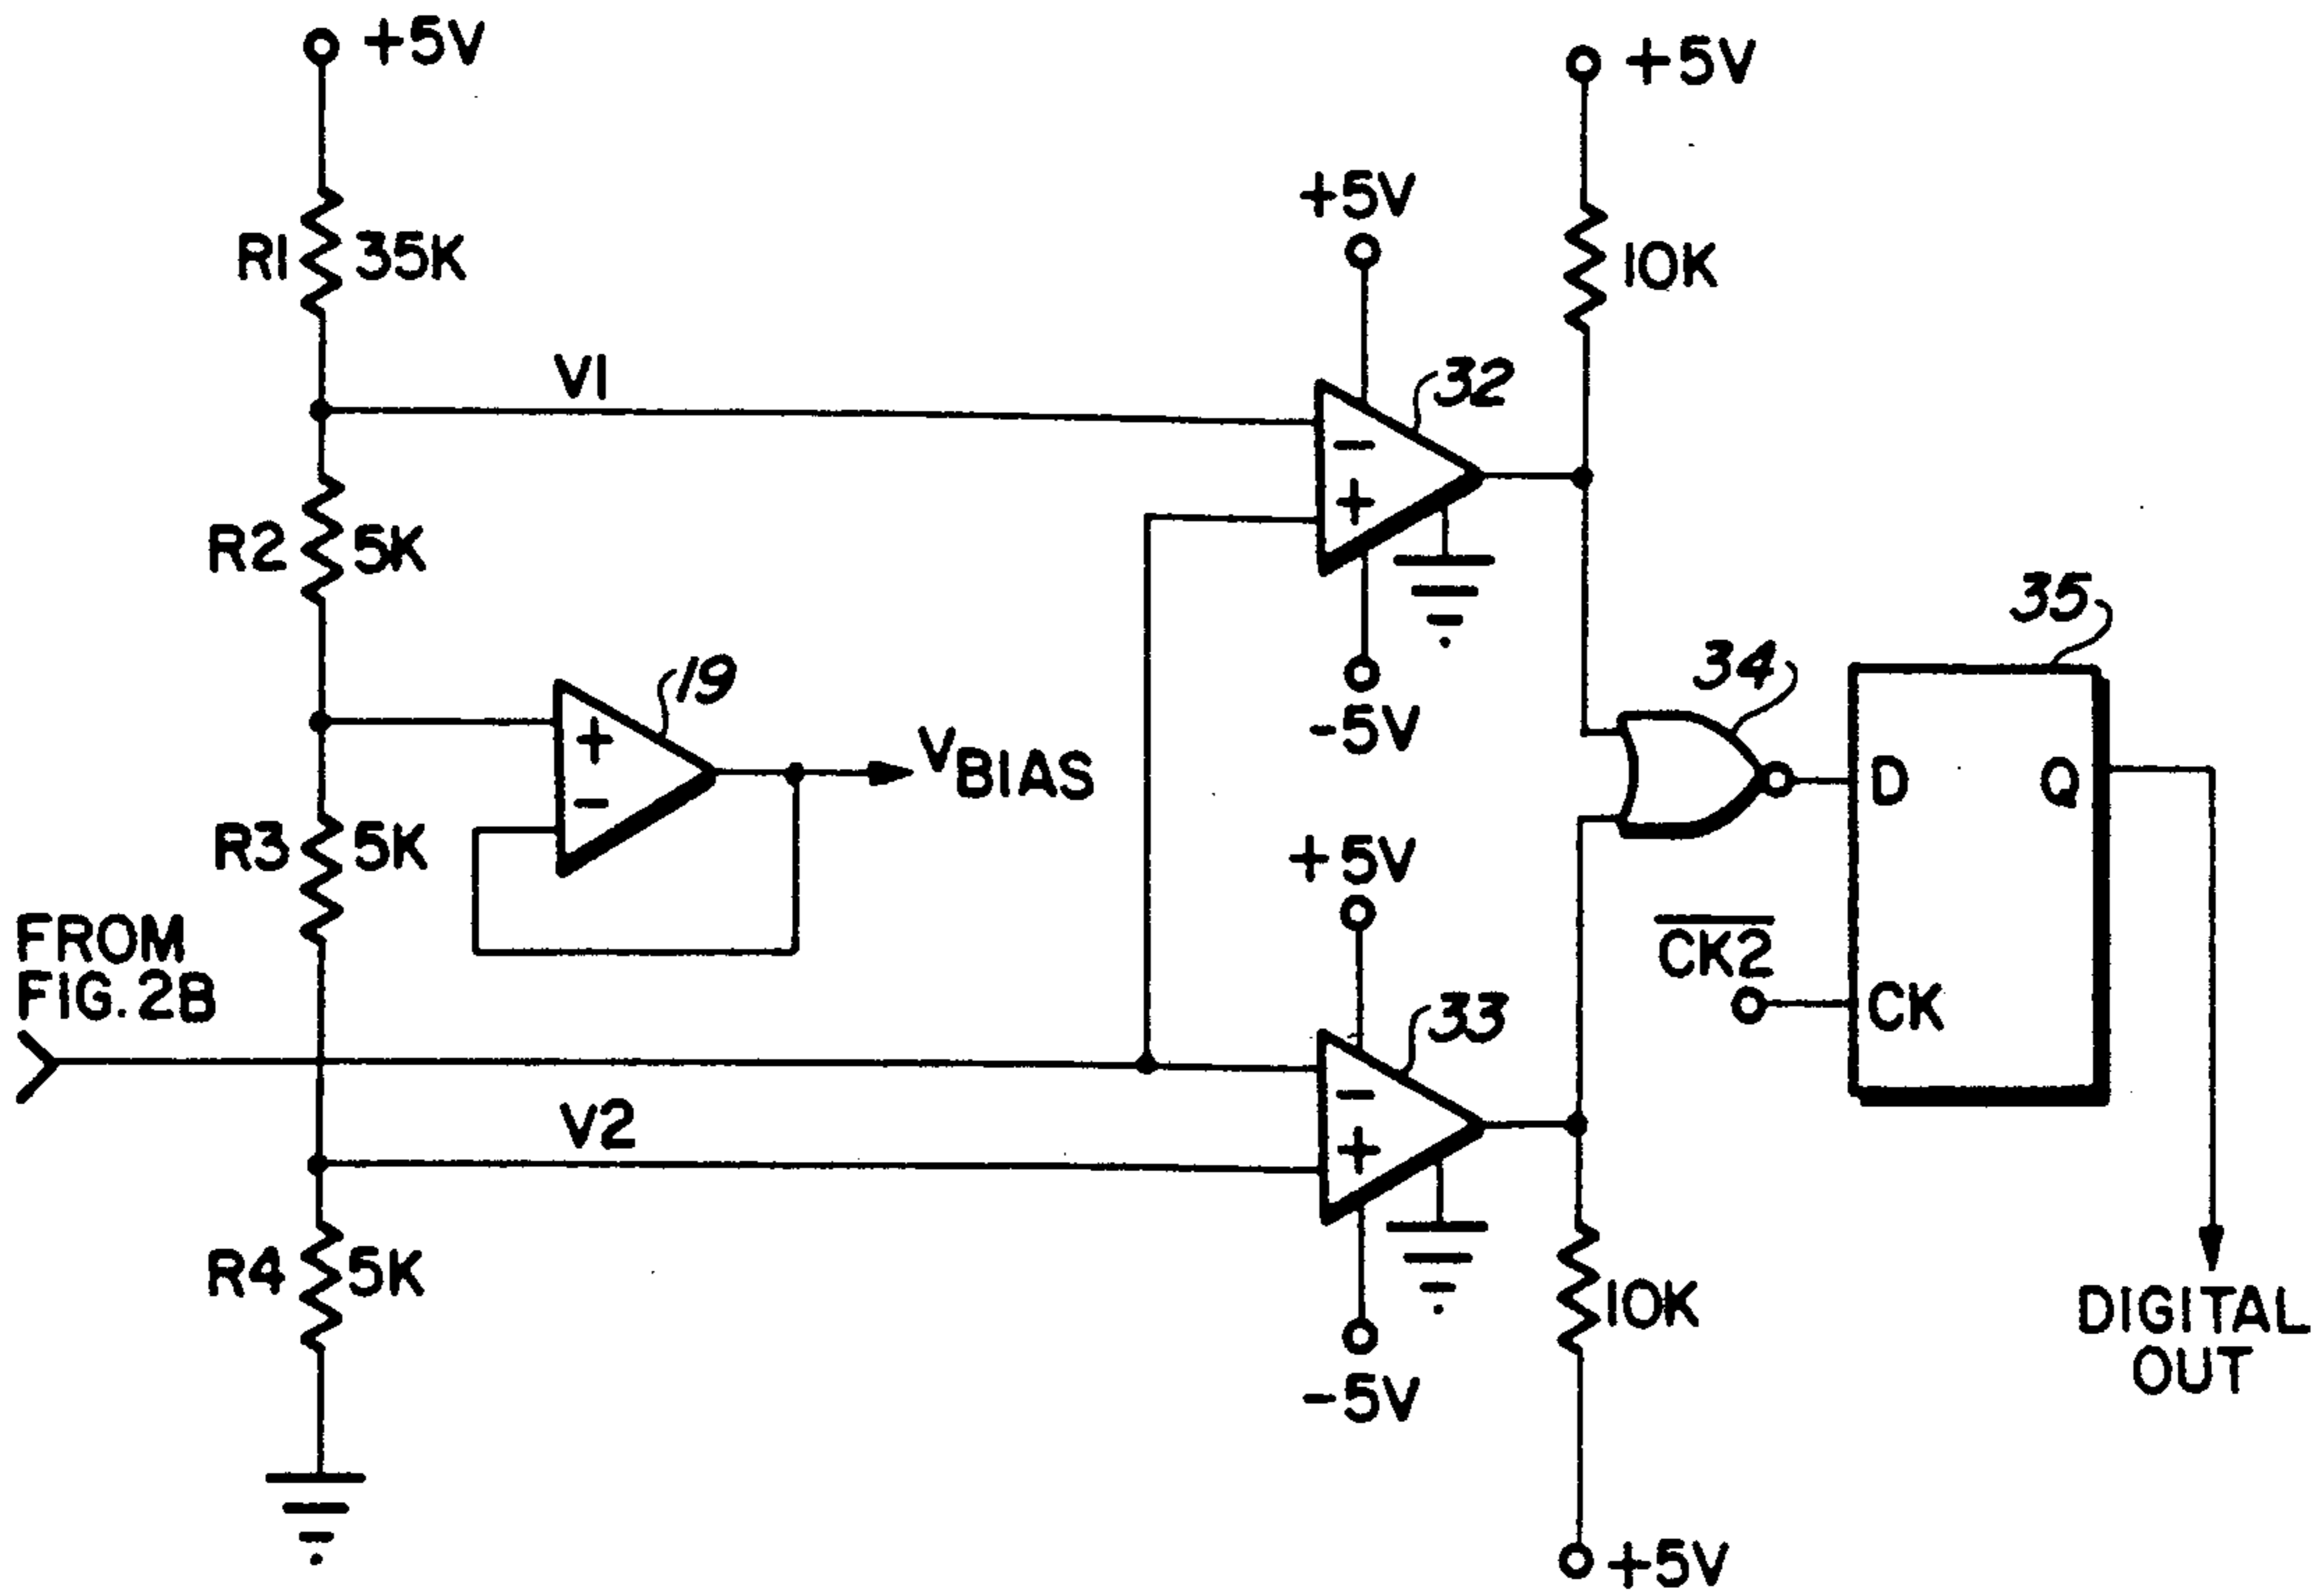 +5V
+5V
+5V
R1 35K
10K
V1
32
-
+
R2 5K
35
34
19
-5V
+
-
VBIAS
D Q
R3 5K
+5V
FROM
FIG. 2B
CK2
CK
33
-
+
V2
R4 5K
10K
-5V
DIGITAL
OUT
+5V